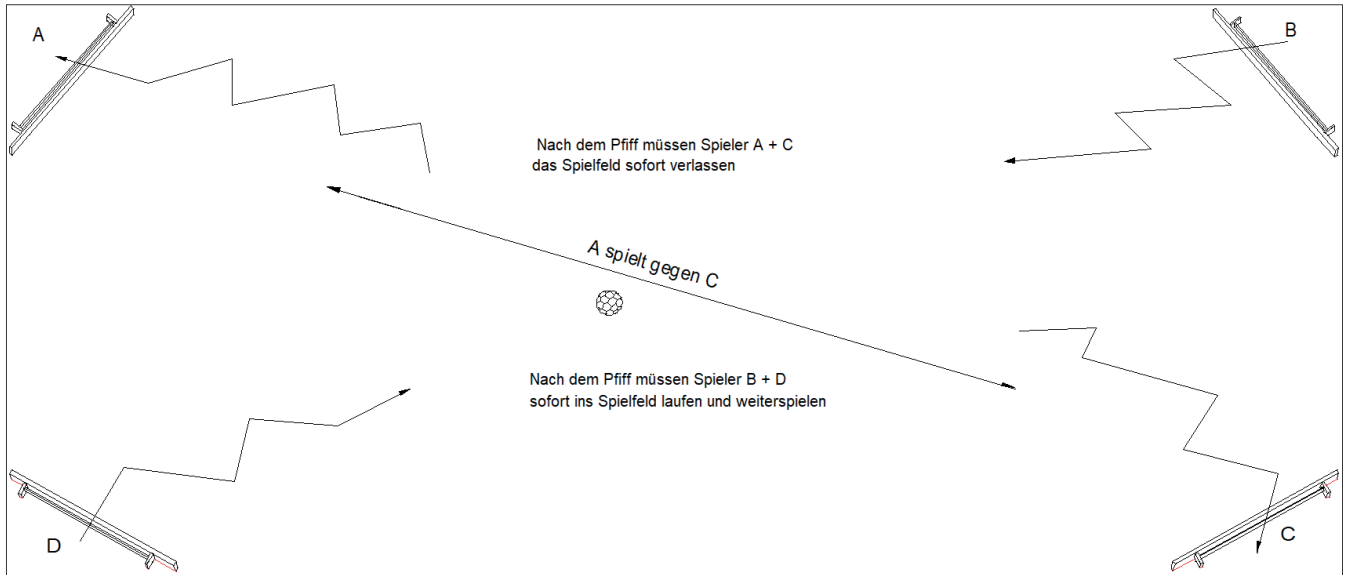 A
B
Nach dem Pfiff müssen Spieler A + C
das Spielfeld sofort verlassen
A spielt gegen C
Nach dem Pfiff müssen Spieler B + D
sofort ins Spielfeld laufen und weiterspielen
D
C